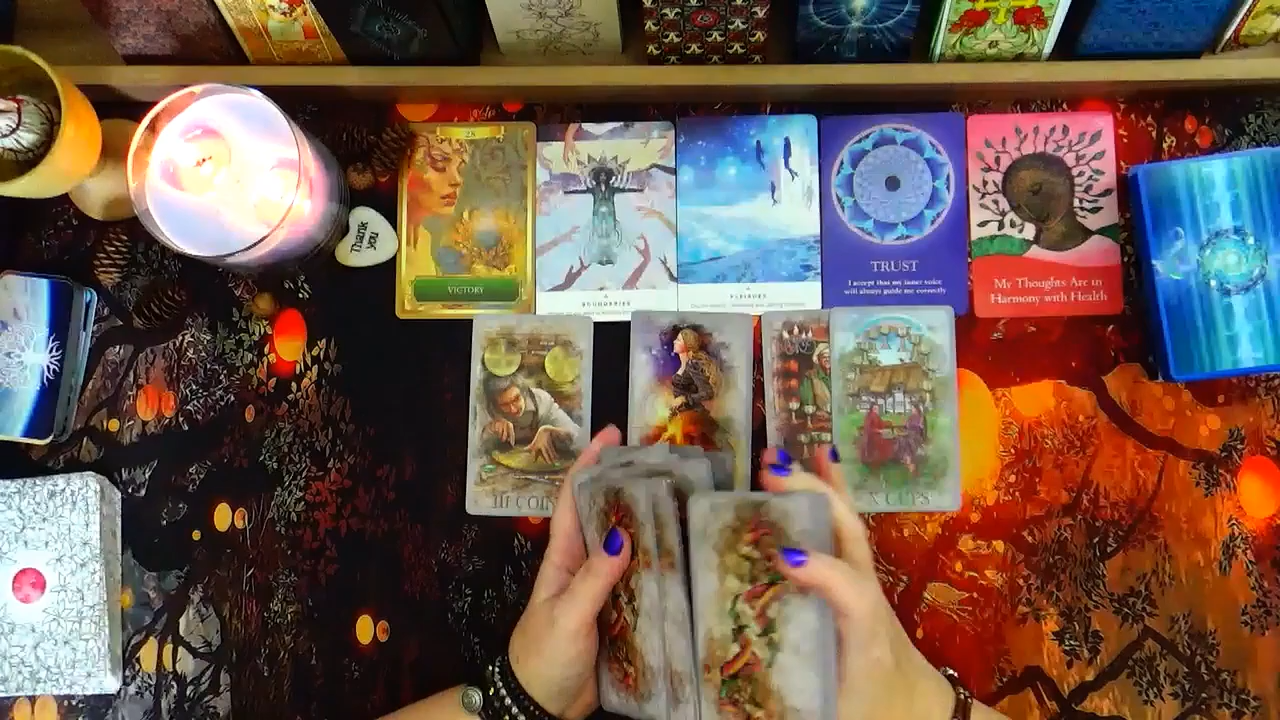 28
Thank
you
VICTORY
BOUNDARIES
PLEIADES
TRUST
I accept that my inner voice
will always guide me correctly
My Thoughts Are in
Harmony with Health
III COIN
X CUPS